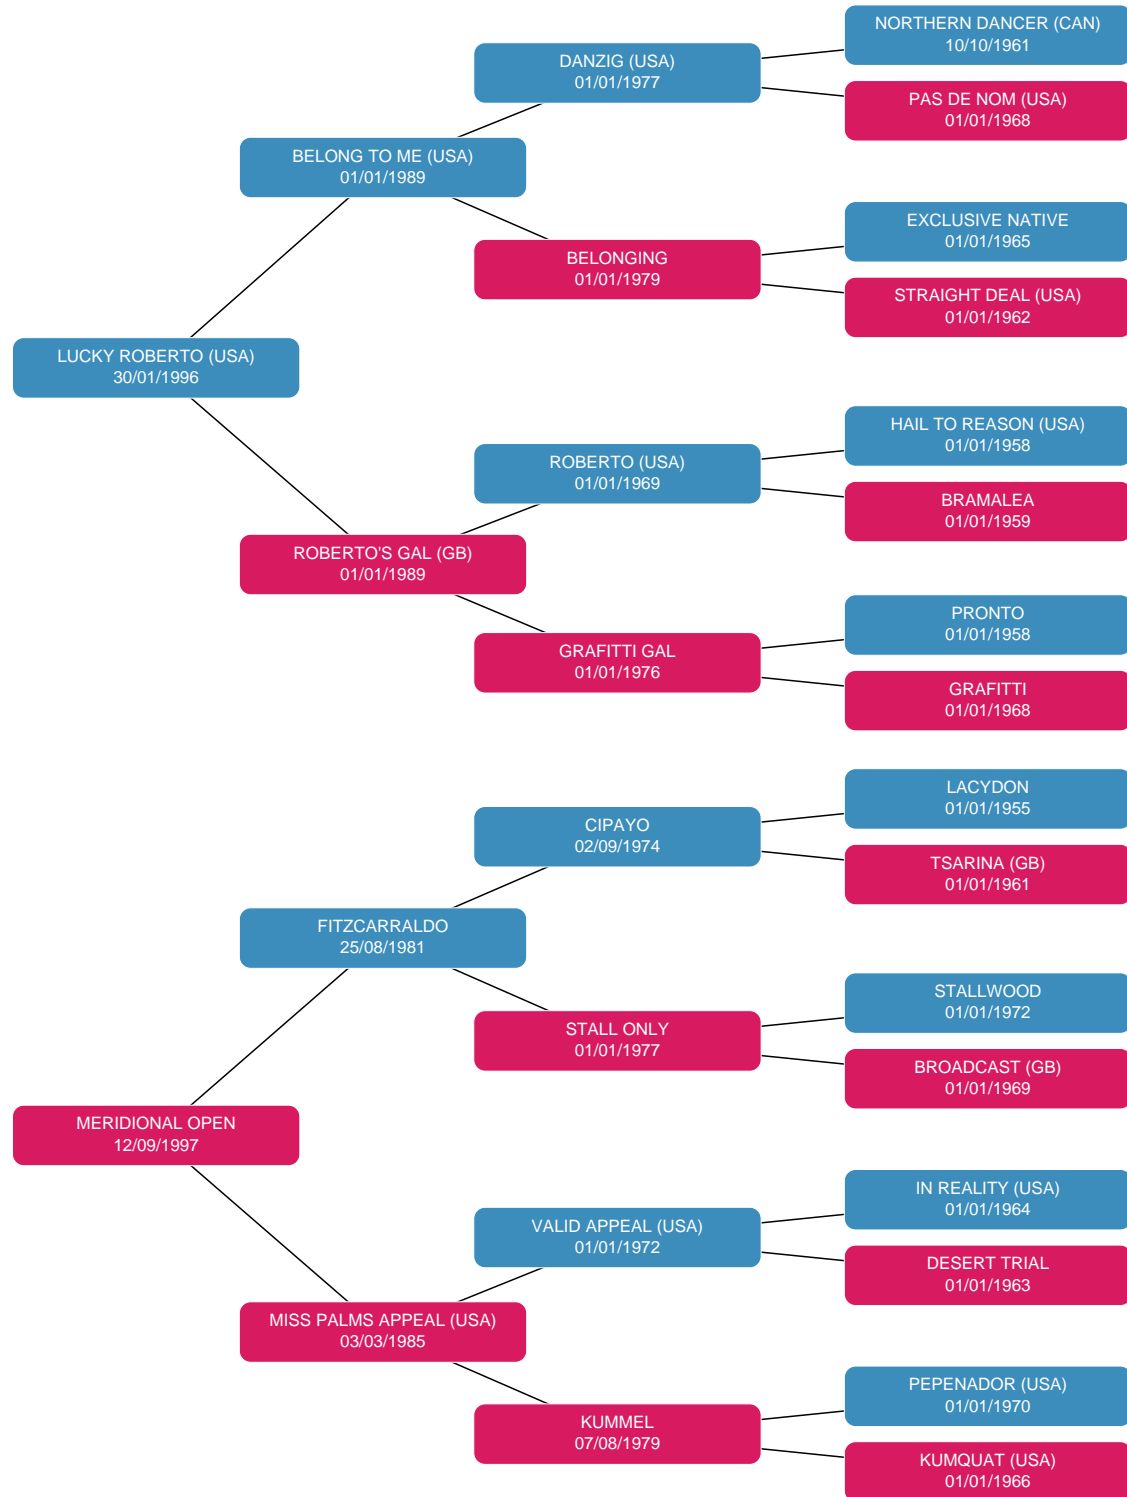 NORTHERN DANCER (CAN)
10/10/1961
DANZIG (USA)
01/01/1977
PAS DE NOM (USA)
01/01/1968
BELONG TO ME (USA)
01/01/1989
EXCLUSIVE NATIVE
01/01/1965
BELONGING
01/01/1979
STRAIGHT DEAL (USA)
01/01/1962
LUCKY ROBERTO (USA)
30/01/1996
HAIL TO REASON (USA)
01/01/1958
ROBERTO (USA)
01/01/1969
BRAMALEA
01/01/1959
ROBERTO'S GAL (GB)
01/01/1989
PRONTO
01/01/1958
GRAFITTI GAL
01/01/1976
GRAFITTI
01/01/1968
LACYDON
01/01/1955
CIPAYO
02/09/1974
TSARINA (GB)
01/01/1961
FITZCARRALDO
25/08/1981
STALLWOOD
01/01/1972
STALL ONLY
01/01/1977
BROADCAST (GB)
01/01/1969
MERIDIONAL OPEN
12/09/1997
IN REALITY (USA)
01/01/1964
VALID APPEAL (USA)
01/01/1972
DESERT TRIAL
01/01/1963
MISS PALMS APPEAL (USA)
03/03/1985
PEPENADOR (USA)
01/01/1970
KUMMEL
07/08/1979
KUMQUAT (USA)
01/01/1966